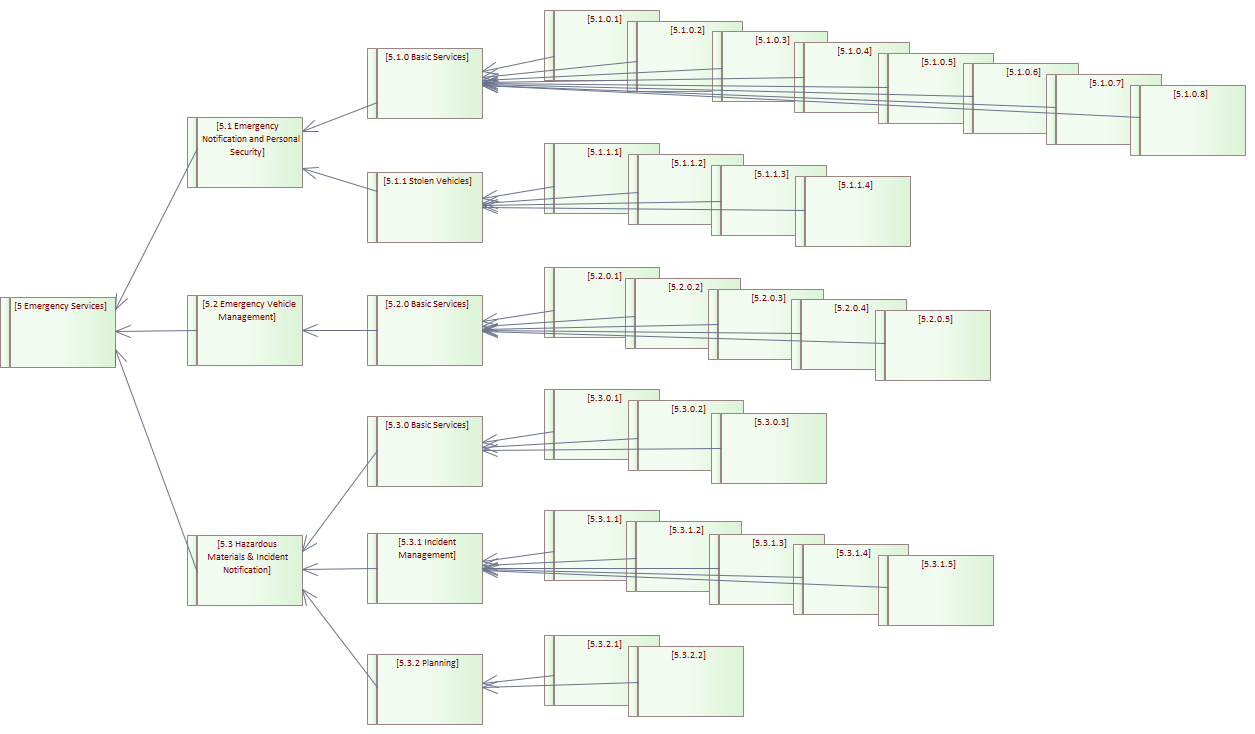 [5 Emergency Services]
[5.1 Emergency
Notification and Personal
Security]
[5.1.0 Basic Services]
[5.1.0.1]
[5.1.0.2]
[5.1.0.3]
[5.1.0.4]
[5.1.0.5]
[5.1.0.6]
[5.1.0.7]
[5.1.0.8]
[5.1.1 Stolen Vehicles]
[5.1.1.1]
[5.1.1.2]
[5.1.1.3]
[5.1.1.4]
[5.2 Emergency Vehicle
Management]
[5.2.0 Basic Services]
[5.2.0.1]
[5.2.0.2]
[5.2.0.3]
[5.2.0.4]
[5.2.0.5]
[5.3 Hazardous
Materials & Incident
Notification]
[5.3.0 Basic Services]
[5.3.0.1]
[5.3.0.2]
[5.3.0.3]
[5.3.1 Incident
Management]
[5.3.1.1]
[5.3.1.2]
[5.3.1.3]
[5.3.1.4]
[5.3.1.5]
[5.3.2 Planning]
[5.3.2.1]
[5.3.2.2]